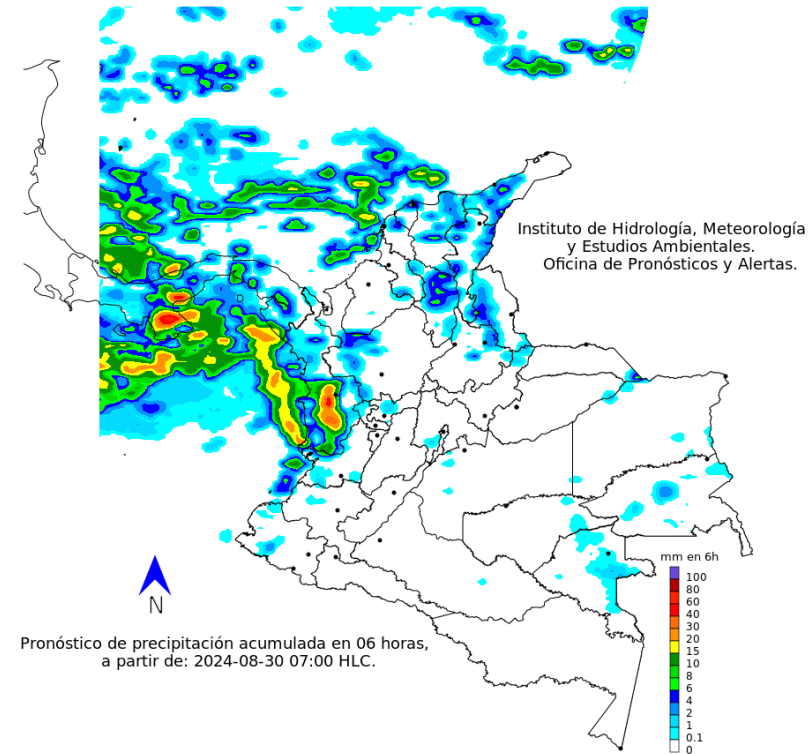 Instituto de Hidrología, Meteorología
y Estudios Ambientales.
Oficina de Pronósticos y Alertas.
mm en 6h
100
80
60
40
30
20
15
10
8
6
4
2
1
0.1
0
N
Pronóstico de precipitación acumulada en 06 horas,
a partir de: 2024-08-30 07:00 HLC.